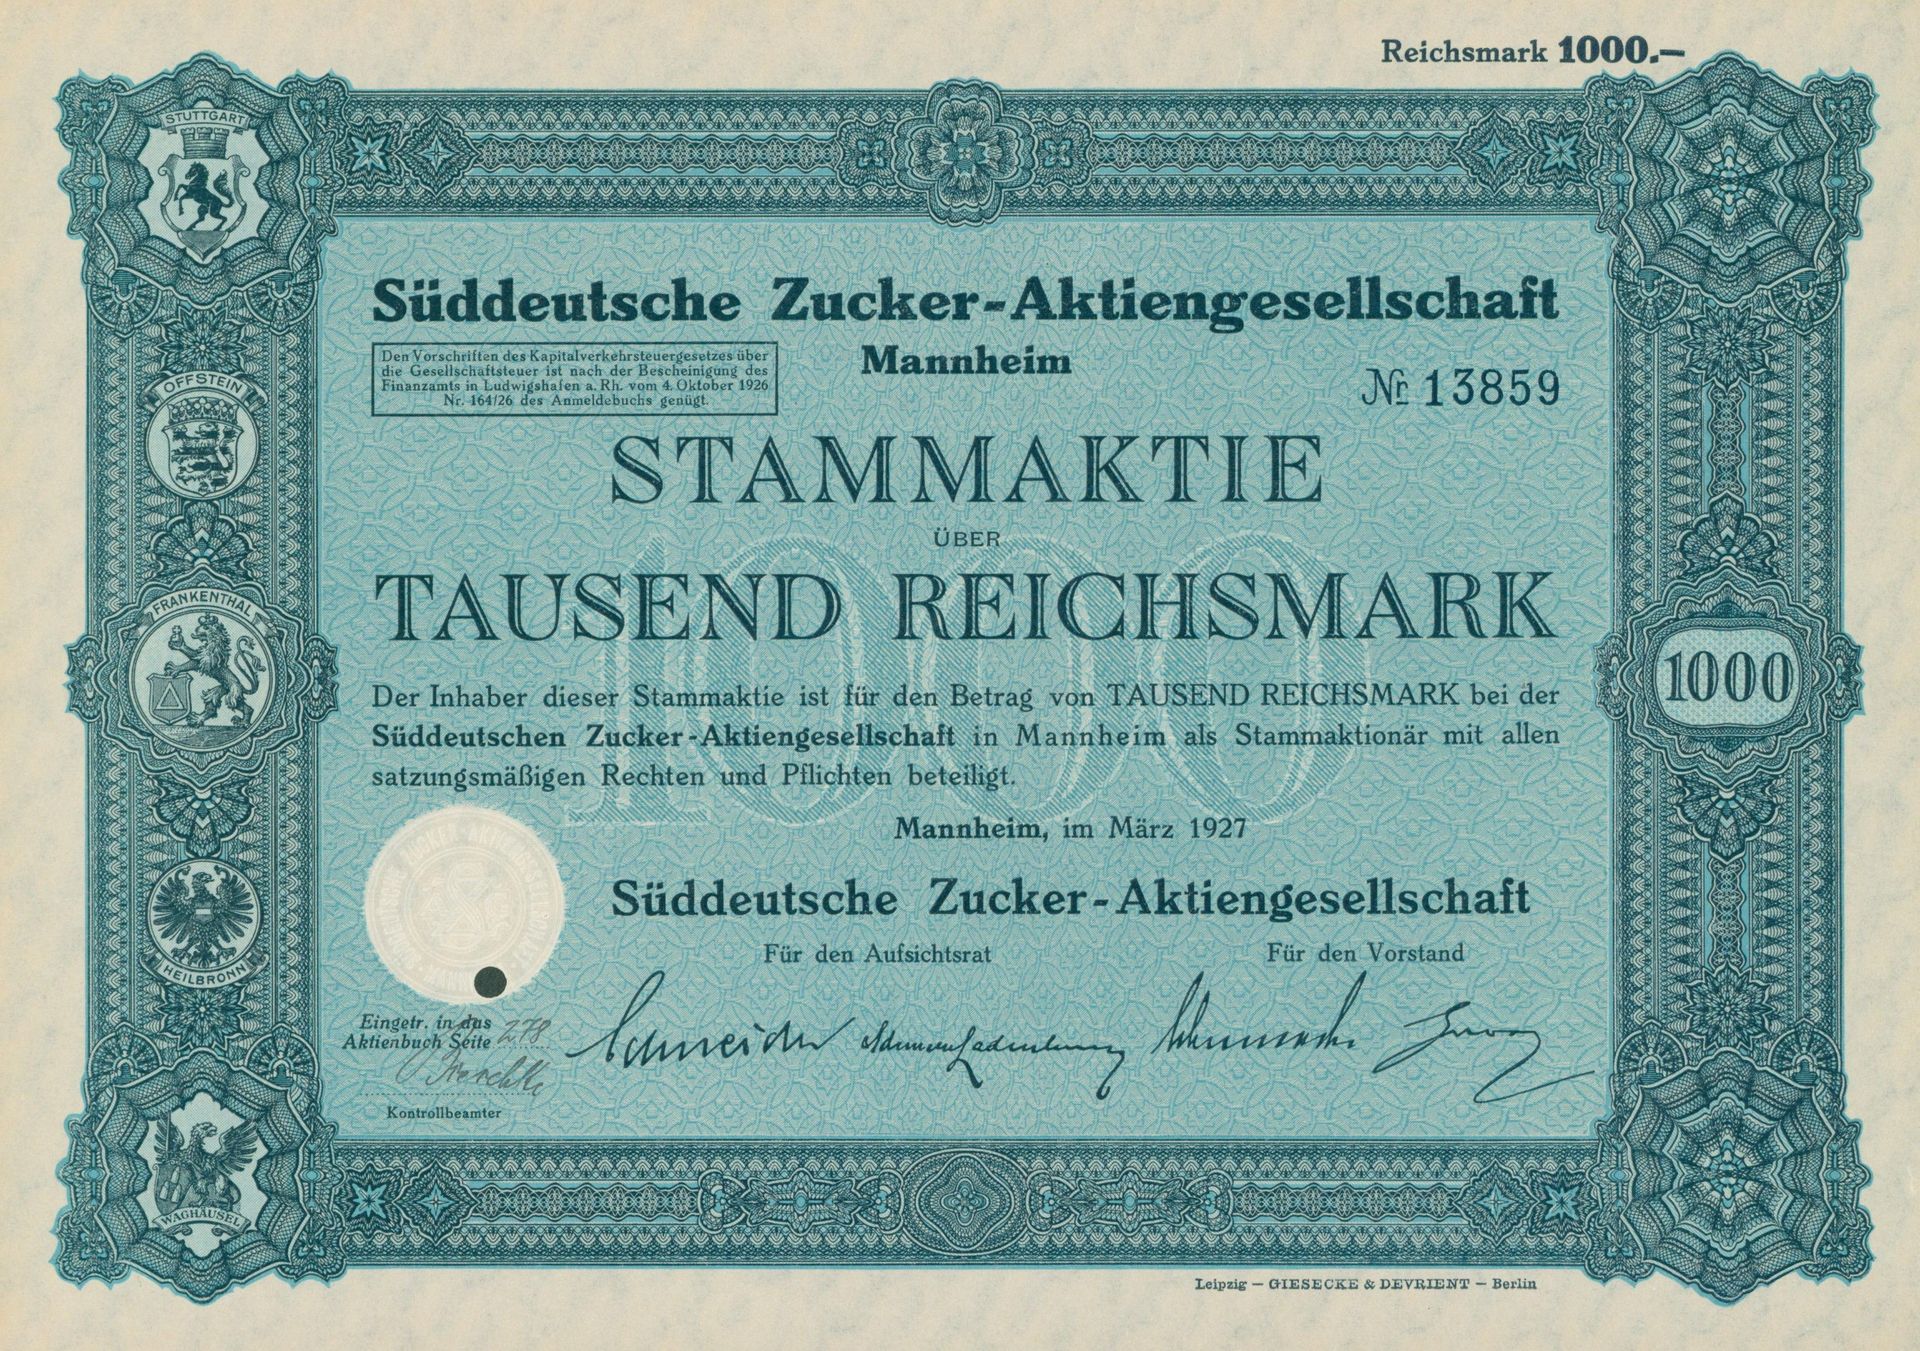 Reichsmark 1000.–
STUTTGART
Süddeutsche Zucker-Aktiengesellschaft
Den Vorschriften des Kapitalverkehrsteuergesetzes über
die Gesellschaftsteuer ist nach der Bescheinigung des
Finanzamts in Ludwigshafen a. Rh. vom 4. Oktober 1926
Nr. 164/26 des Anmeldebuchs genügt.
Mannheim
Nr. 13859
OFFSTEIN
STAMMAKTIE
ÜBER
1000
TAUSEND REICHSMARK
FRANKENTHAL
1000
Der Inhaber dieser Stammaktie ist für den Betrag von TAUSEND REICHSMARK bei der
Süddeutschen Zucker-Aktiengesellschaft in Mannheim als Stammaktionär mit allen
satzungsmäßigen Rechten und Pflichten beteiligt.
Mannheim, im März 1927
Süddeutsche Zucker-Aktiengesellschaft
Für den Aufsichtsrat
Für den Vorstand
HEILBRONN
Eingetr. in das
Aktienbuch Seite 278
Schneider
Kontrollbeamter
WAGHÄUSEL
Leipzig – GIESECKE & DEVRIENT – Berlin